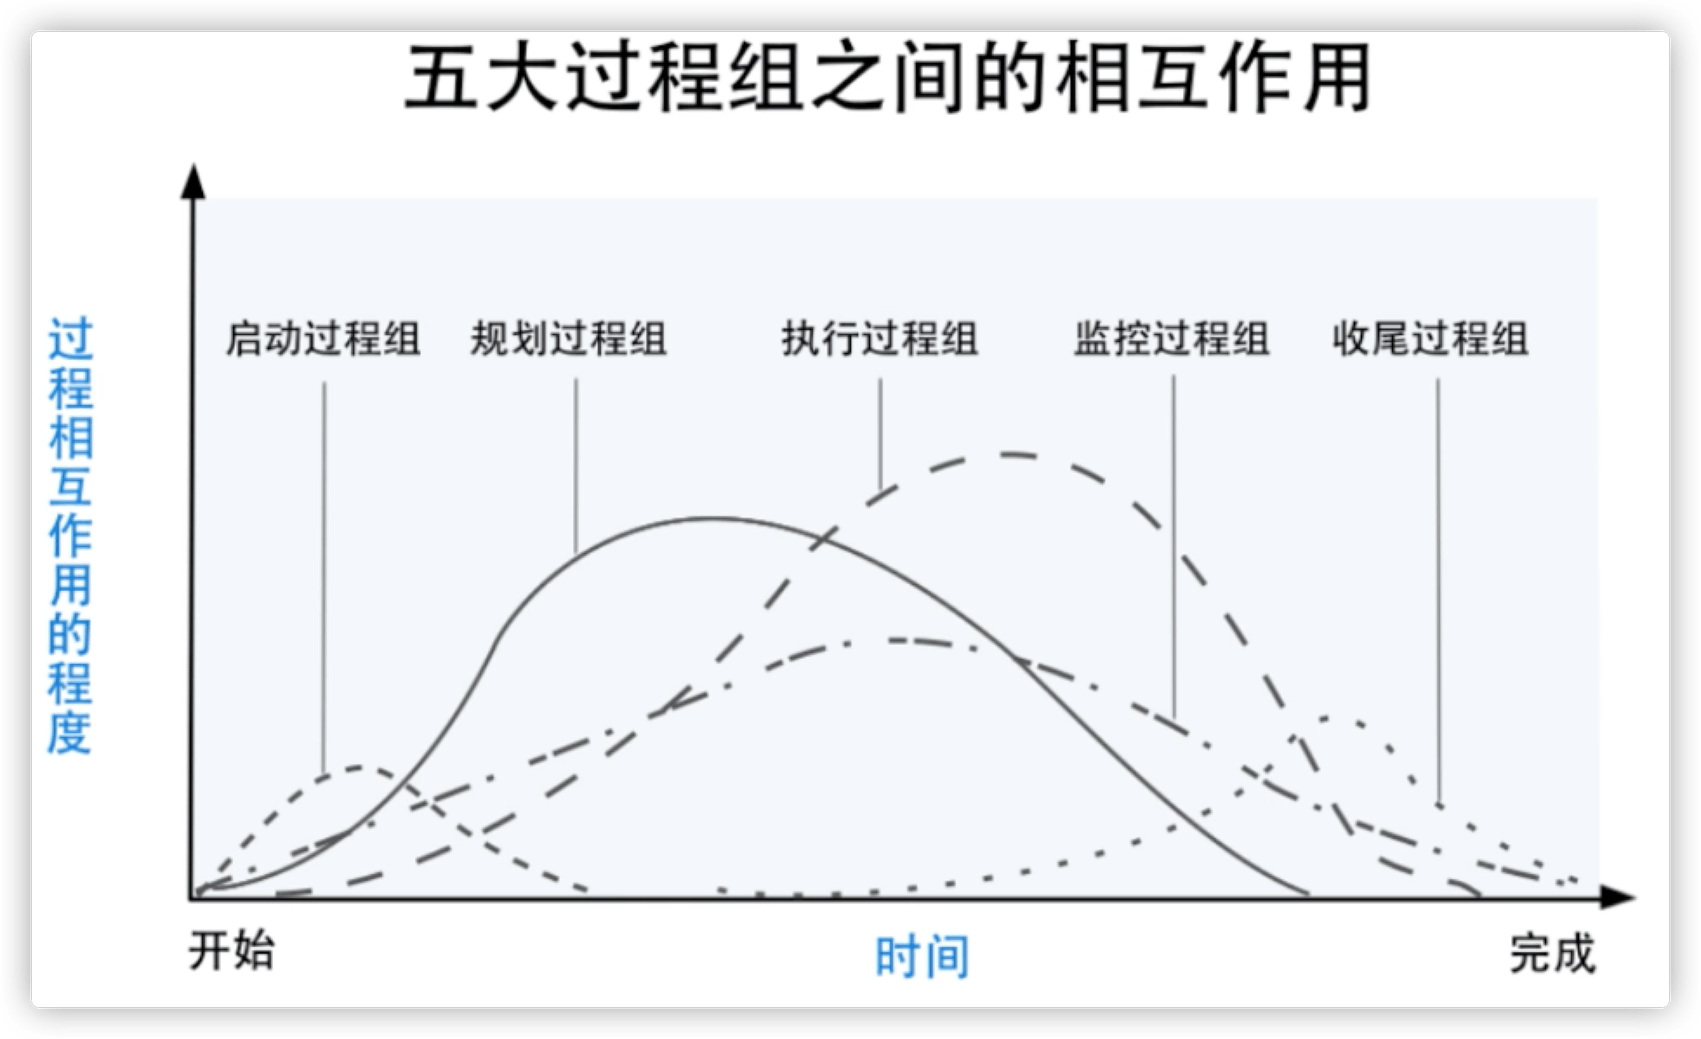 五大过程组之间的相互作用
启动过程组 规划过程组 执行过程组 监控过程组 收尾过程组
过程相互作用的程度
开始 时间 完成